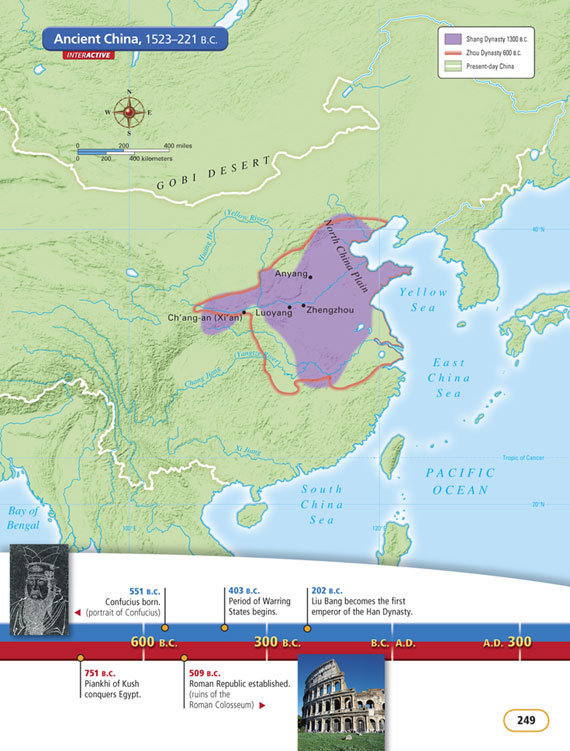 Ancient China, 1523–221 B.C.
INTERACTIVE
Shang Dynasty 1300 B.C.
Zhou Dynasty 600 B.C.
Present-day China
N
W E
S
0 200 400 miles
0 200 400 kilometers
GOBI DESERT
Huang He
(Yellow River)
North China Plain
40°N
Anyang
Yellow
Sea
Ch'ang-an (Xi'an)
Luoyang
Zhengzhou
(Yangtze River)
Chang Jiang
East
China
Sea
Xi Jiang
Tropic of Cancer
PACIFIC
OCEAN
South
China
Sea
20°N
Bay of
Bengal
100°E
120°E
551 B.C.
Confucius born.
(portrait of Confucius)
403 B.C.
Period of Warring
States begins.
202 B.C.
Liu Bang becomes the first
emperor of the Han Dynasty.
600 B.C. 300 B.C. B.C. A.D. A.D. 300
751 B.C.
Piankhi of Kush
conquers Egypt.
509 B.C.
Roman Republic established.
(ruins of the
Roman Colosseum)
249